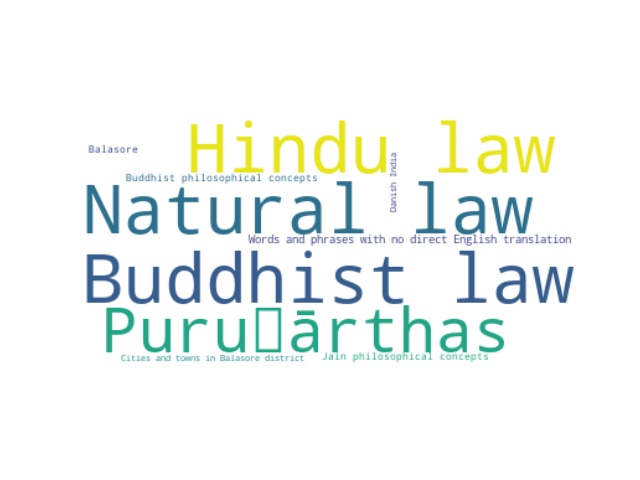 Hindu law
Balasore
Danish India
Buddhist philosophical concepts
Natural law
Words and phrases with no direct English translation
Buddhist law
Puru□ārthas
Cities and towns in Balasore district
Jain philosophical concepts